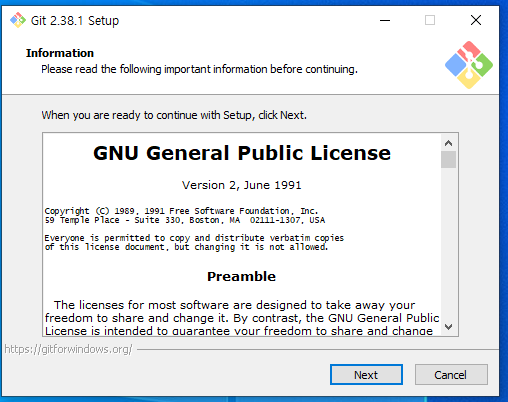 Git 2.38.1 Setup
Information
Please read the following important information before continuing.
When you are ready to continue with Setup, click Next.
GNU General Public License
Version 2, June 1991
Copyright (C) 1989, 1991 Free Software Foundation, Inc.
59 Temple Place - Suite 330, Boston, MA  02111-1307, USA
Everyone is permitted to copy and distribute verbatim copies
of this license document, but changing it is not allowed.
Preamble
The licenses for most software are designed to take away your
freedom to share and change it. By contrast, the GNU General Public
License is intended to guarantee your freedom to share and change
https://gitforwindows.org/
Next
Cancel